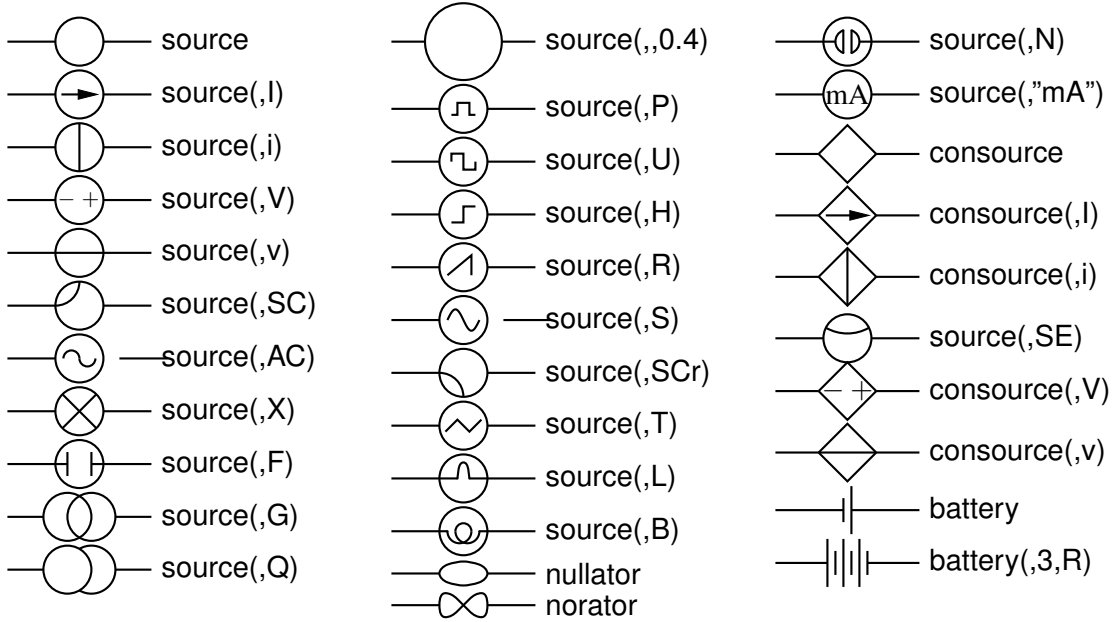 source
source(,I)
source(,i)
− +
source(,V)
source(,v)
source(,SC)
source(,AC)
source(,X)
source(,F)
source(,G)
source(,Q)
source(,,0.4)
source(,P)
source(,U)
source(,H)
source(,R)
source(,S)
source(,SCr)
source(,T)
source(,L)
source(,B)
nullator
norator
source(,N)
mA
source(,”mA”)
consource
consource(,I)
consource(,i)
source(,SE)
− +
consource(,V)
consource(,v)
battery
battery(,3,R)